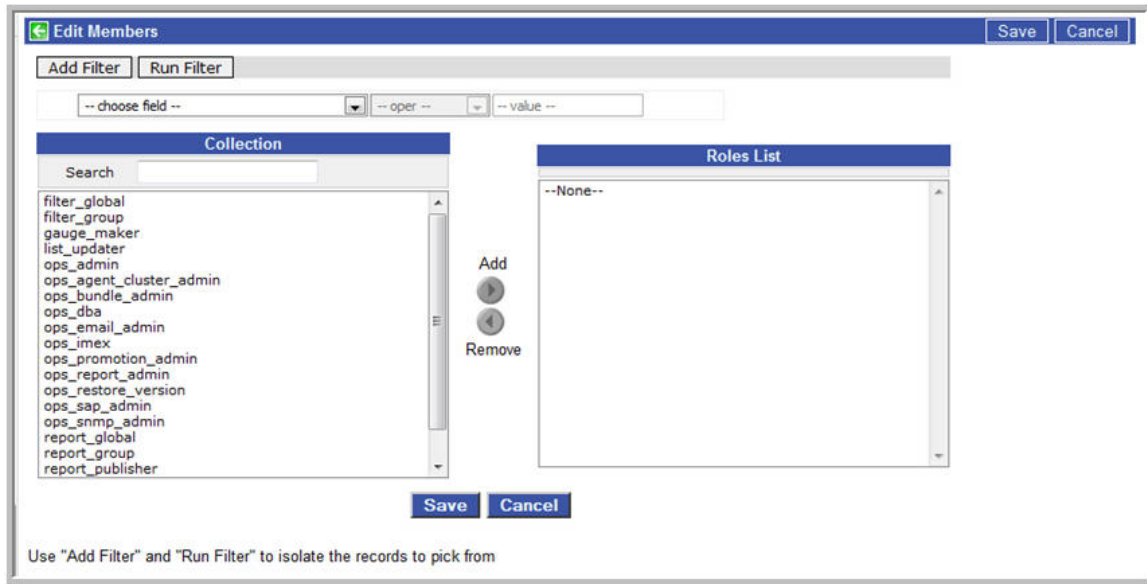 Edit Members Save Cancel
Add Filter Run Filter
-- choose field -- -- oper -- -- value --
Collection
Search
filter_global
filter_group
gauge_maker
list_updater
ops_admin
ops_agent_cluster_admin
ops_bundle_admin
ops_dba
ops_email_admin
ops_imex
ops_promotion_admin
ops_report_admin
ops_restore_version
ops_sap_admin
ops_snmp_admin
report_global
report_group
report_publisher
Add
Remove
Roles List
--None--
Save Cancel
Use "Add Filter" and "Run Filter" to isolate the records to pick from